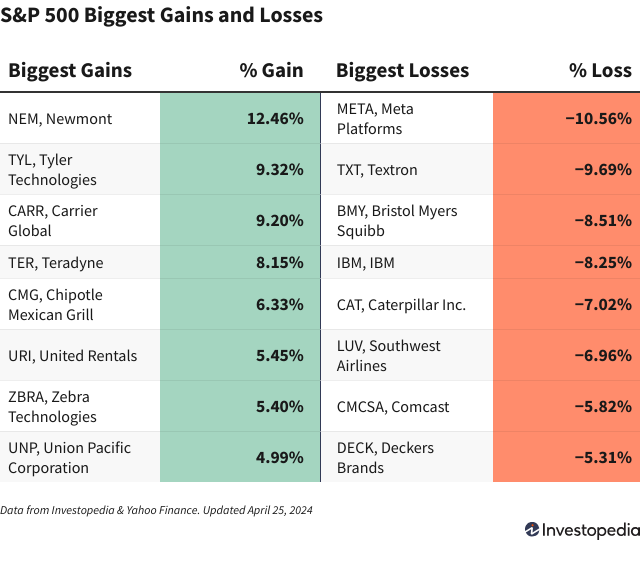 S&P 500 Biggest Gains and Losses
Biggest Gains % Gain Biggest Losses % Loss
NEM, Newmont 12.46% META, Meta
Platforms −10.56%
TYL, Tyler
Technologies 9.32% TXT, Textron −9.69%
CARR, Carrier
Global 9.20% BMY, Bristol Myers
Squibb −8.51%
TER, Teradyne 8.15% IBM, IBM −8.25%
CMG, Chipotle
Mexican Grill 6.33% CAT, Caterpillar Inc. −7.02%
URI, United Rentals 5.45% LUV, Southwest
Airlines −6.96%
ZBRA, Zebra
Technologies 5.40% CMCSA, Comcast −5.82%
UNP, Union Pacific
Corporation 4.99% DECK, Deckers
Brands −5.31%
Data from Investopedia & Yahoo Finance. Updated April 25, 2024
Investopedia